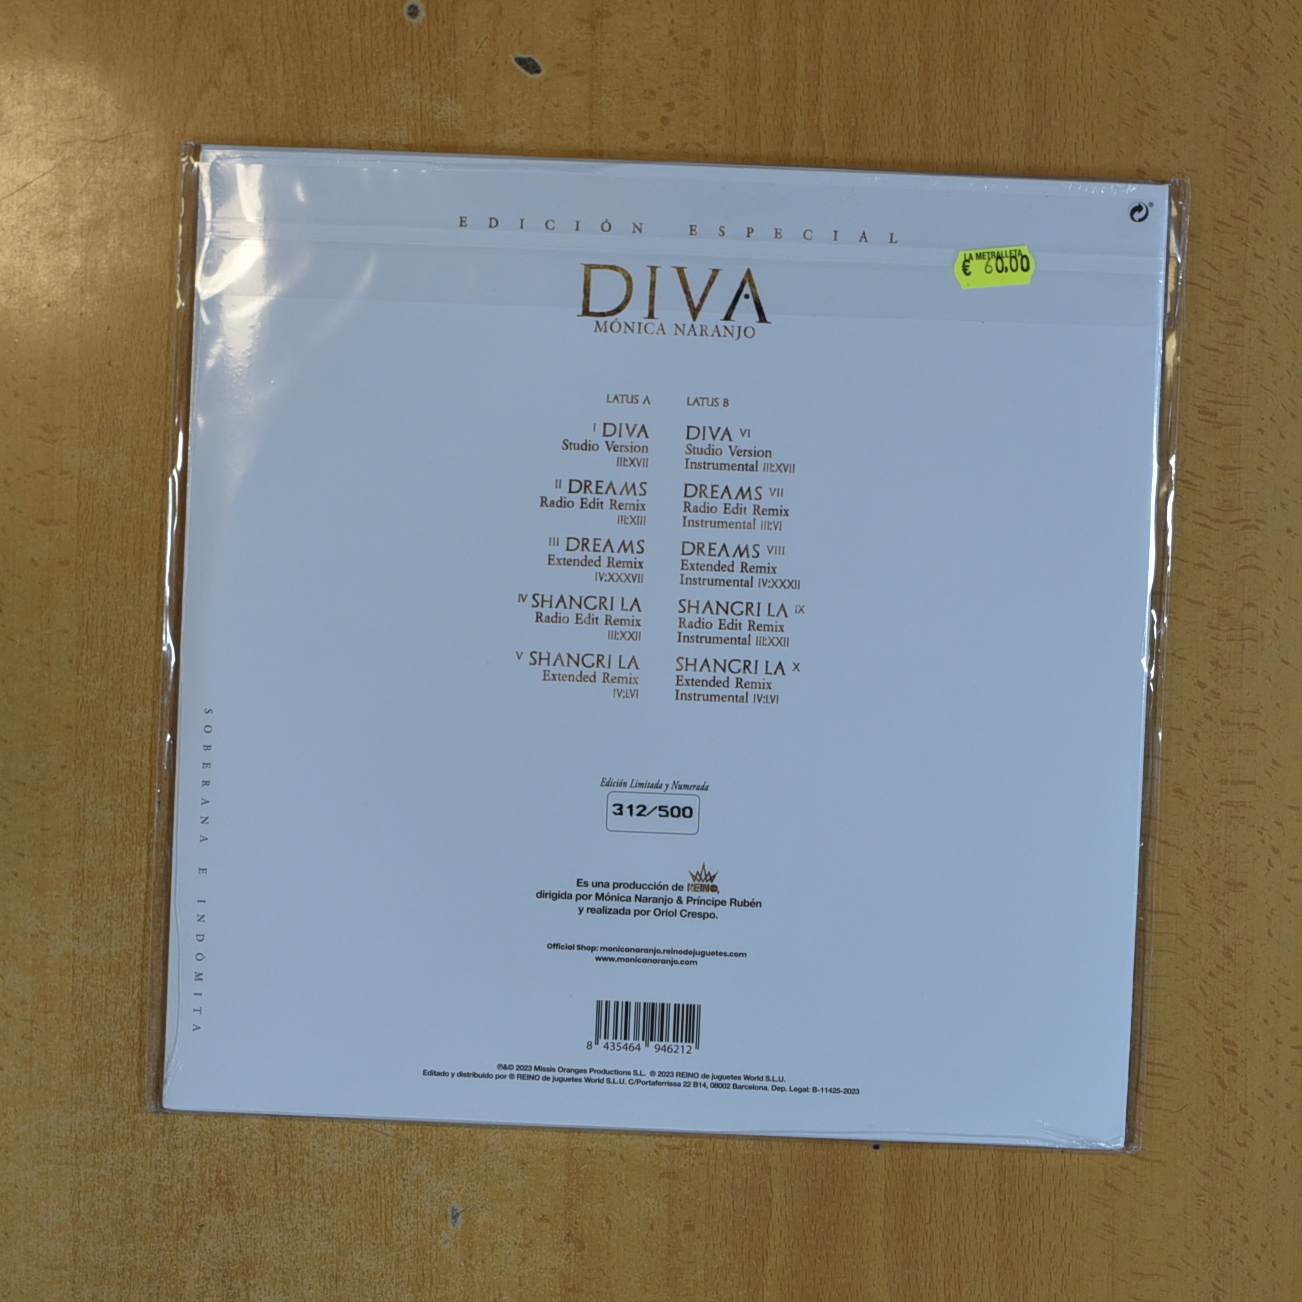 EDICIÓN ESPECIAL
LA METRALLETA
€ 60.00
DIVA
MÓNICA NARANJO
LATUS A
I DIVA
Studio Version
III:XVII
II DREAMS
Radio Edit Remix
III:XIII
III DREAMS
Extended Remix
IV:XXXVII
IV SHANGRI LA
Radio Edit Remix
III:XXII
V SHANGRI LA
Extended Remix
IV:LVI
LATUS B
DIVA VI
Studio Version
Instrumental III:XVII
DREAMS VII
Radio Edit Remix
Instrumental III:VI
DREAMS VIII
Extended Remix
Instrumental IV:XXXII
SHANGRI LA IX
Radio Edit Remix
Instrumental III:XXII
SHANGRI LA X
Extended Remix
Instrumental IV:LVI
SOBERANA E INDÓMITA
Edición Limitada y Numerada
312/500
Es una producción de REINO,
dirigida por Mónica Naranjo & Príncipe Rubén
y realizada por Oriol Crespo.
Official Shop: monicanaranjo.reinodejuguetes.com
www.monicanaranjo.com
8 435464 946212
℗&© 2023 Missis Oranges Productions S.L. ® 2023 REINO de juguetes World S.L.U.
Editado y distribuido por ® REINO de juguetes World S.L.U. C/Portaferrissa 22 B14, 08002 Barcelona. Dep. Legal: B-11425-2023